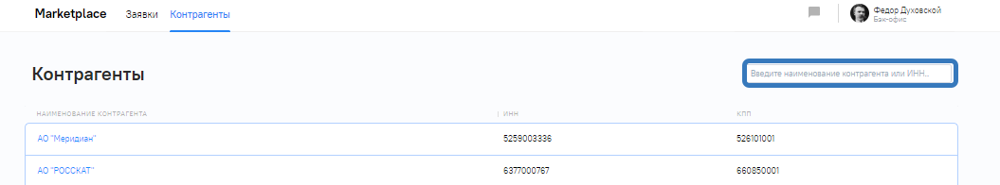 Marketplace Заявки Контрагенты
Федор Духовской
Бэк-офис
Контрагенты
Введите наименование контрагента или ИНН...
НАИМЕНОВАНИЕ КОНТРАГЕНТА ИНН КПП
АО "Меридиан" 5259003336 526101001
АО "РОССКАТ" 6377000767 660850001